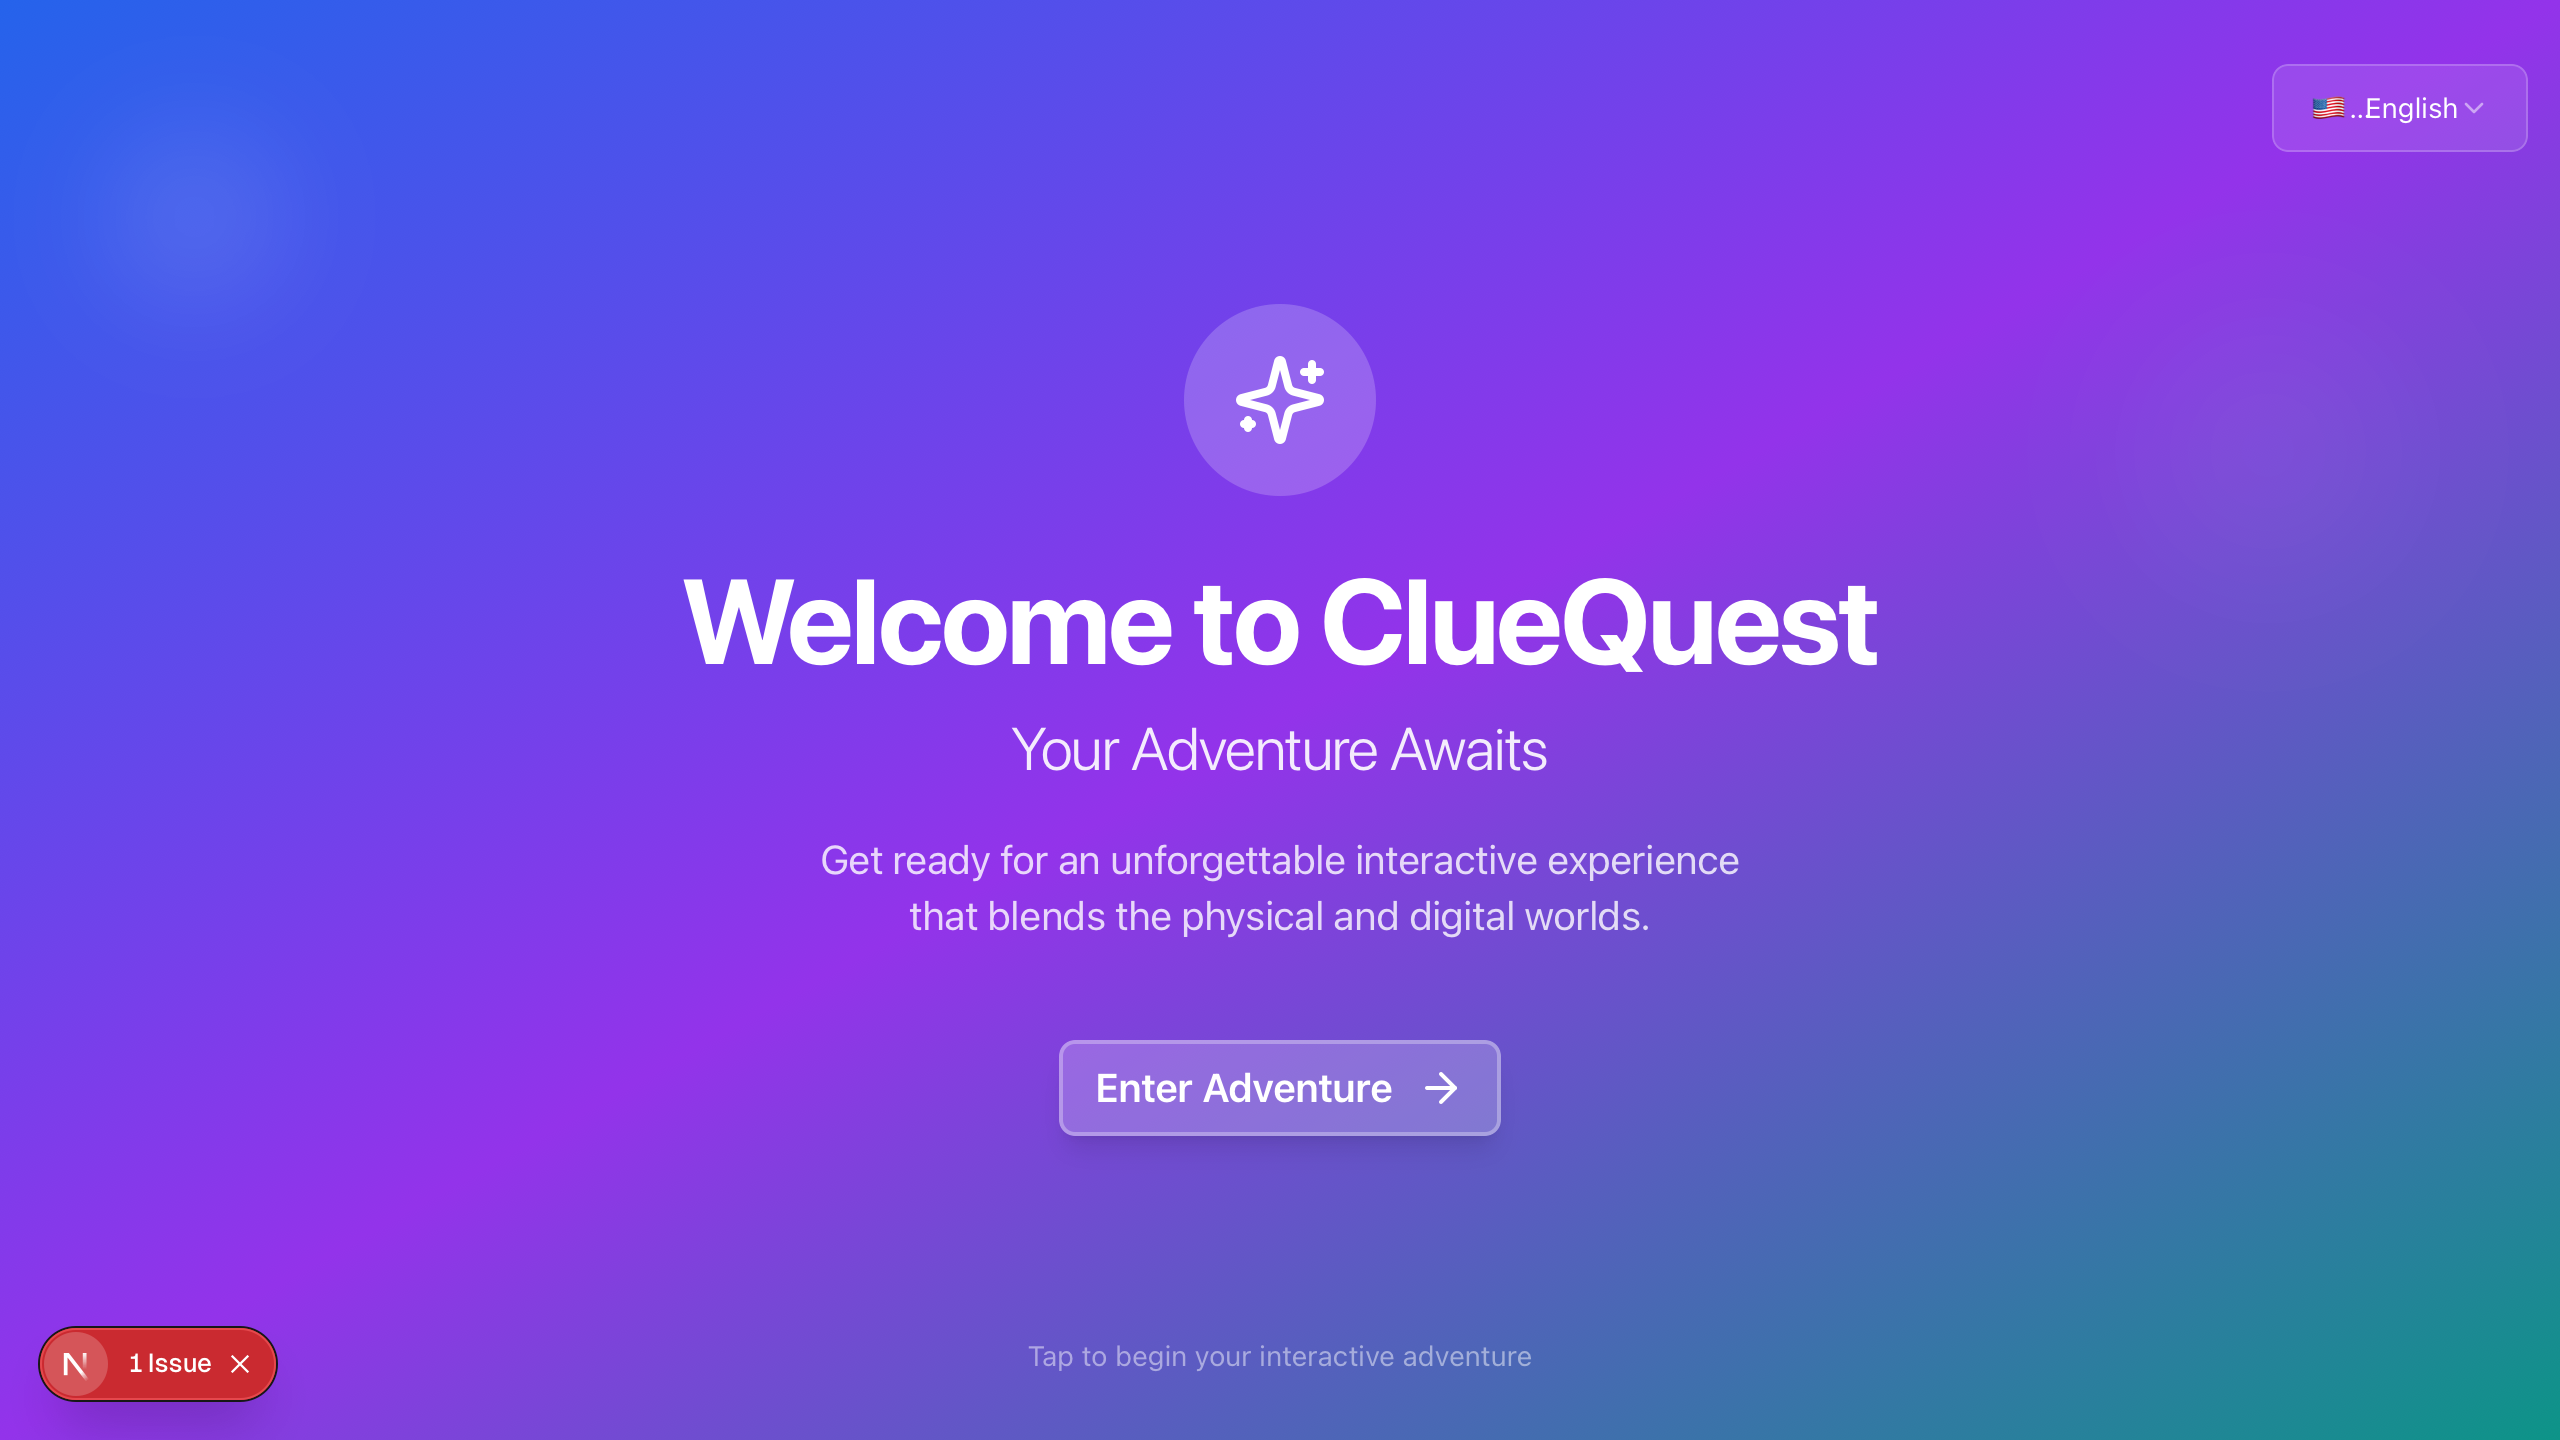 🇺🇸 ...English
Welcome to ClueQuest
Your Adventure Awaits
Get ready for an unforgettable interactive experience
that blends the physical and digital worlds.
Enter Adventure
Tap to begin your interactive adventure
N 1 Issue